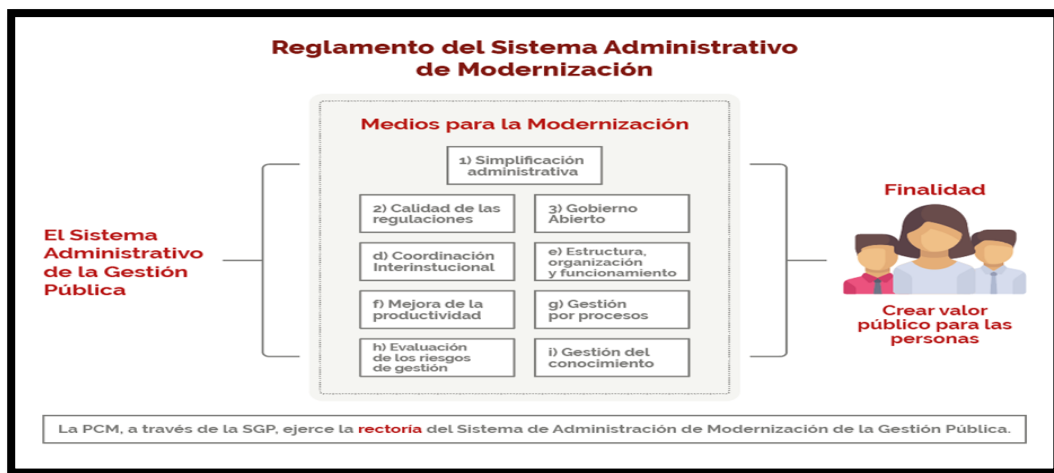 Reglamento del Sistema Administrativo
de Modernización
Medios para la Modernización
1) Simplificación
administrativa
2) Calidad de las
regulaciones
3) Gobierno
Abierto
d) Coordinación
Interinstucional
e) Estructura,
organización
y funcionamiento
f) Mejora de la
productividad
g) Gestión
por procesos
h) Evaluación
de los riesgos
de gestión
i) Gestión del
conocimiento
El Sistema
Administrativo
de la Gestión
Pública
Finalidad
Crear valor
público para las
personas
La PCM, a través de la SGP, ejerce la rectoría del Sistema de Administración de Modernización de la Gestión Pública.